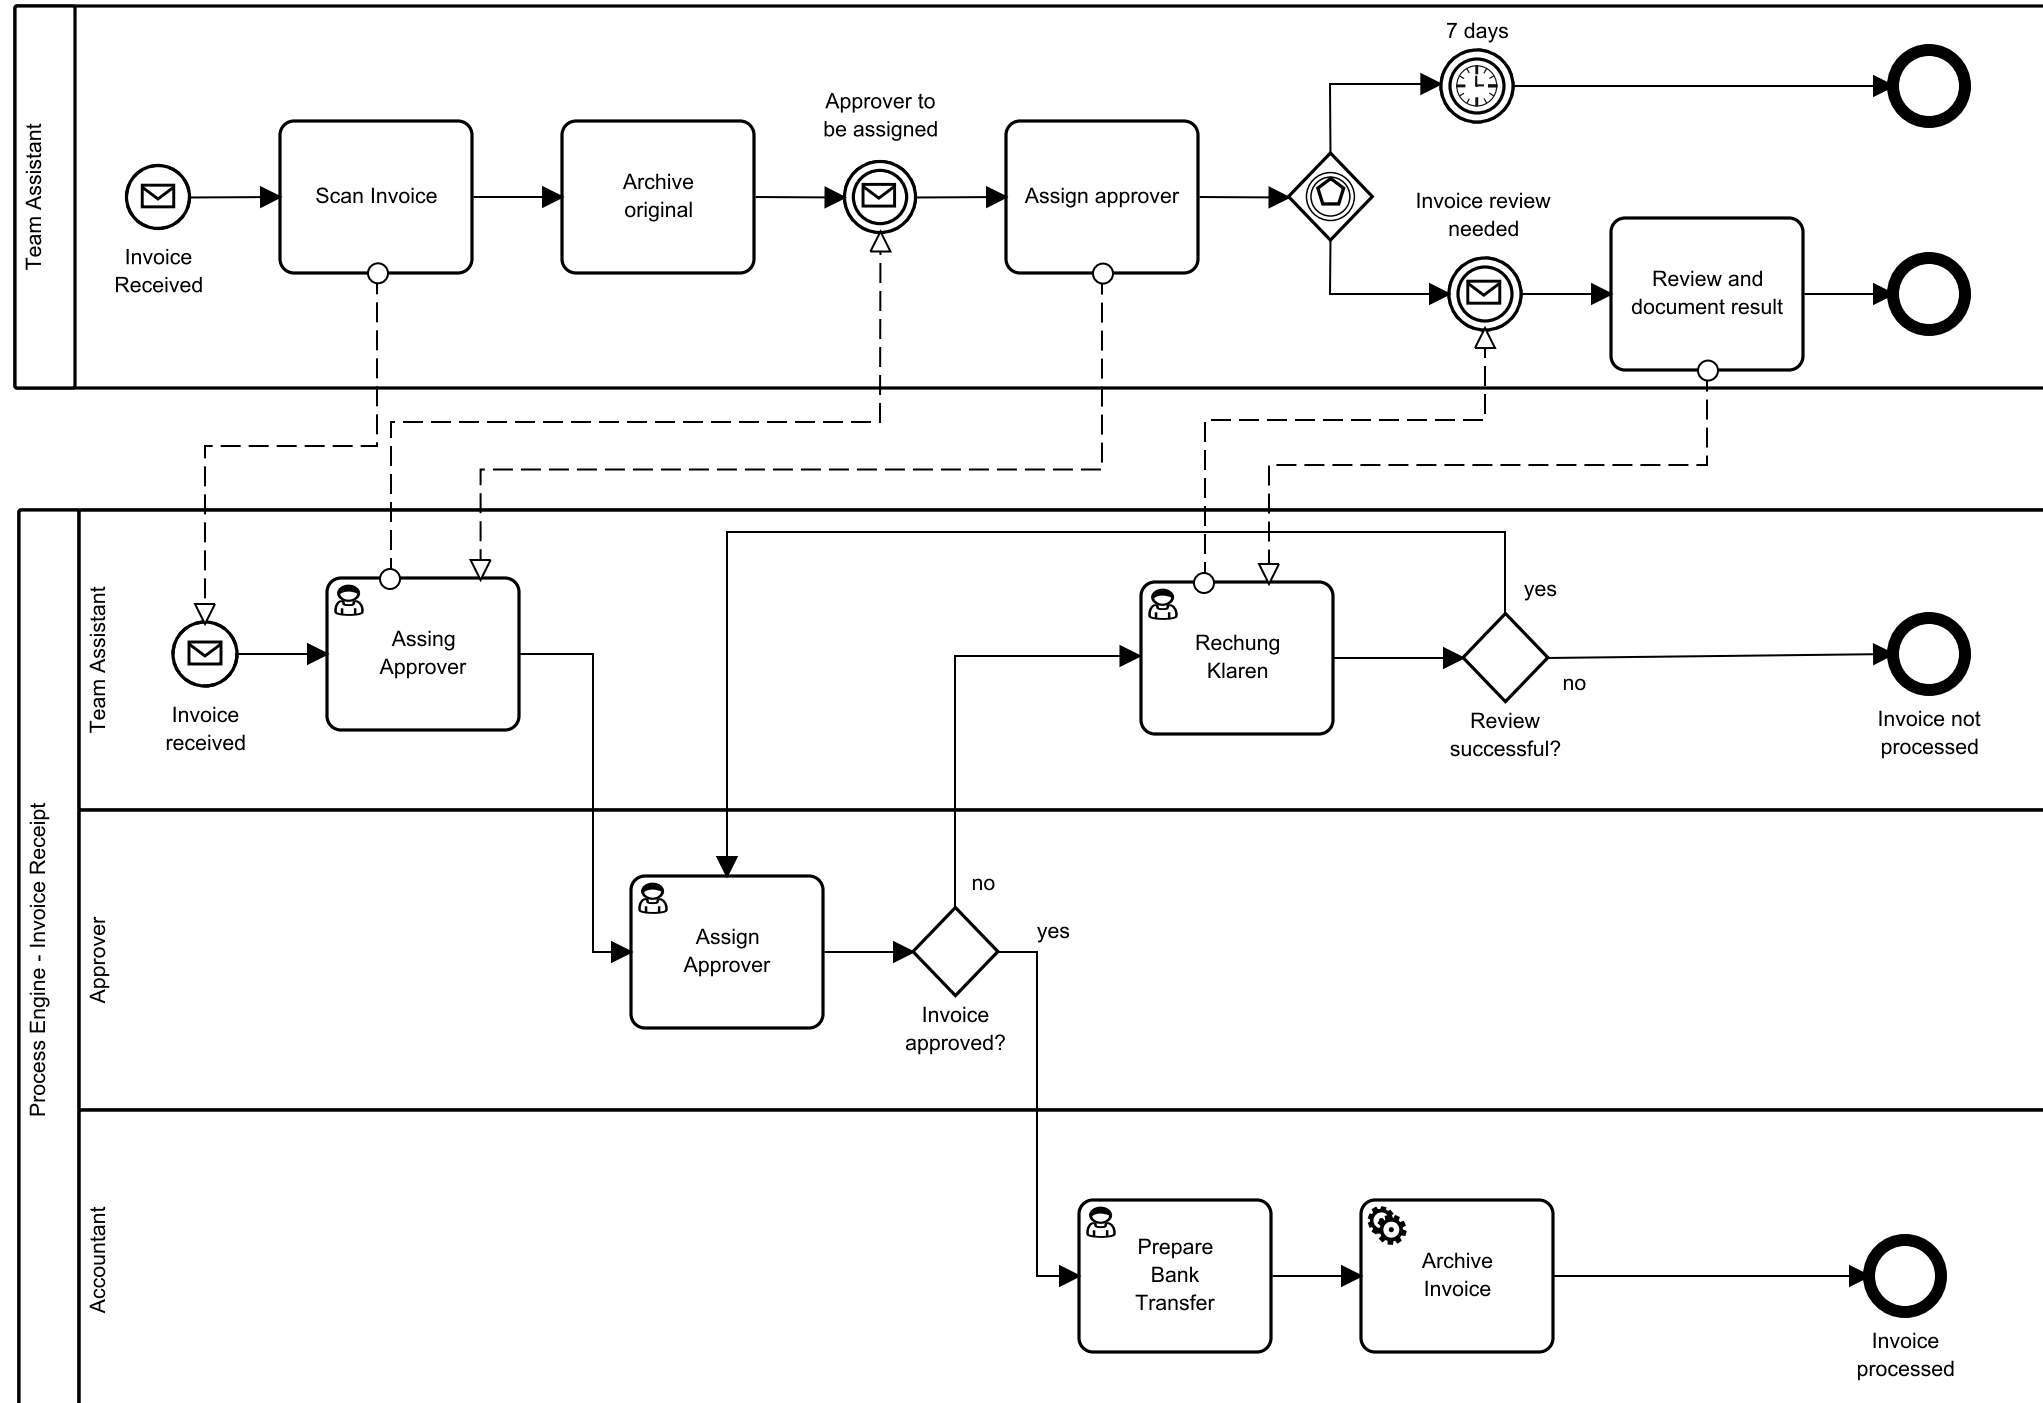 Team Assistant
7 days
Approver to
be assigned
Scan Invoice
Archive
original
Assign approver
Invoice
Received
Invoice review
needed
Review and
document result
Process Engine - Invoice Receipt
Team Assistant
Invoice
received
Assing
Approver
Rechung
Klaren
yes
no
Review
successful?
Invoice not
processed
Approver
Assign
Approver
no
yes
Invoice
approved?
Accountant
Prepare
Bank
Transfer
Archive
Invoice
Invoice
processed